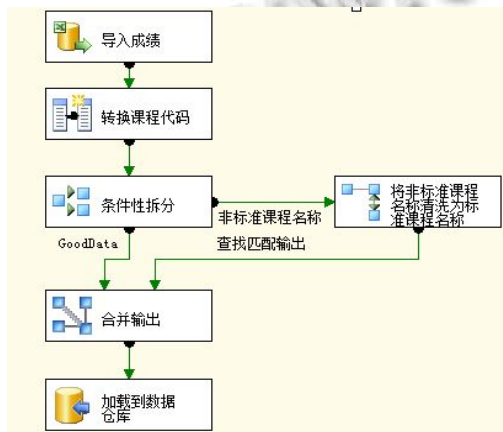 导入成绩
转换课程代码
条件性拆分
非标准课程名称
将非标准课程
名称清洗为标
准课程名称
GoodData
查找匹配输出
合并输出
加载到数据
仓库